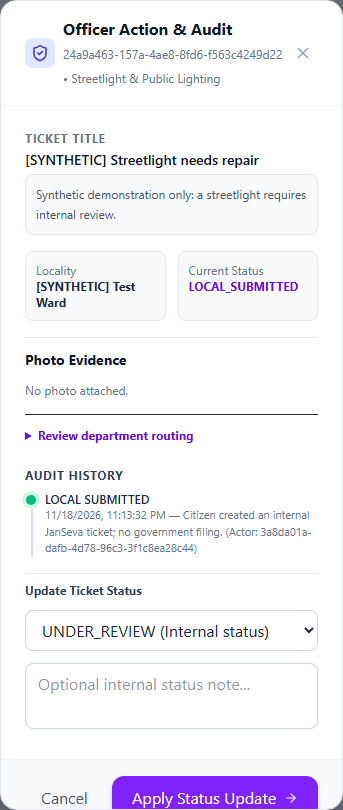 Officer Action & Audit
24a9a463-157a-4ae8-8fd6-f563c4249d22
• Streetlight & Public Lighting
TICKET TITLE
[SYNTHETIC] Streetlight needs repair
Synthetic demonstration only: a streetlight requires
internal review.
Locality
[SYNTHETIC] Test
Ward
Current Status
LOCAL_SUBMITTED
Photo Evidence
No photo attached.
Review department routing
AUDIT HISTORY
LOCAL SUBMITTED
11/18/2026, 11:13:32 PM — Citizen created an internal
JanSeva ticket; no government filing. (Actor: 3a8da01a-
dafb-4d78-96c3-3f1c8ea28c44)
Update Ticket Status
UNDER_REVIEW (Internal status)
Optional internal status note...
Cancel
Apply Status Update →